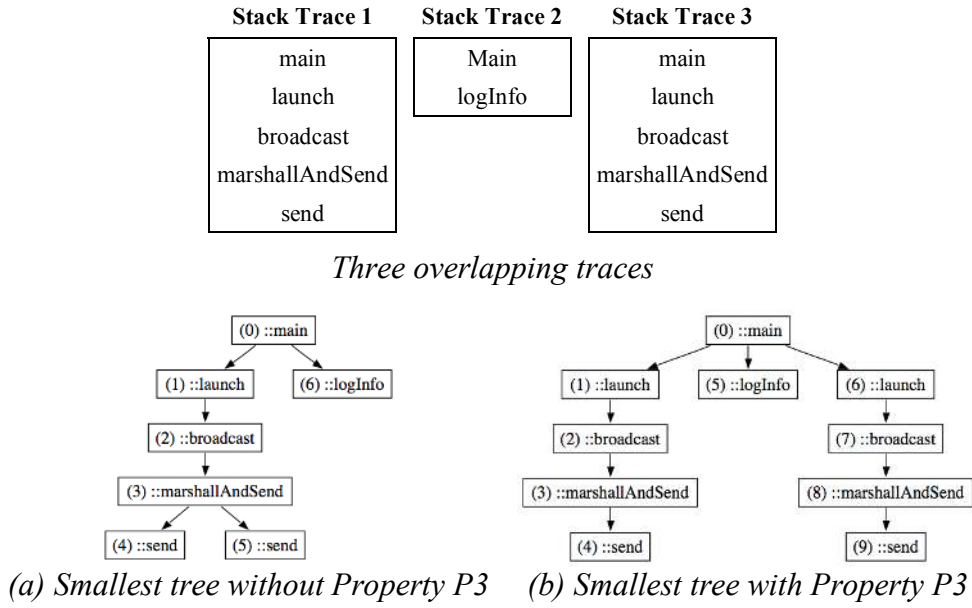 Stack Trace 1 Stack Trace 2 Stack Trace 3
main Main main
launch logInfo launch
broadcast broadcast
marshallAndSend marshallAndSend
send send
Three overlapping traces
(0) ::main (0) ::main
(1) ::launch (6) ::logInfo (1) ::launch (5) ::logInfo (6) ::launch
(2) ::broadcast (2) ::broadcast (7) ::broadcast
(3) ::marshallAndSend (3) ::marshallAndSend (8) ::marshallAndSend
(4) ::send (5) ::send (4) ::send (9) ::send
(a) Smallest tree without Property P3 (b) Smallest tree with Property P3